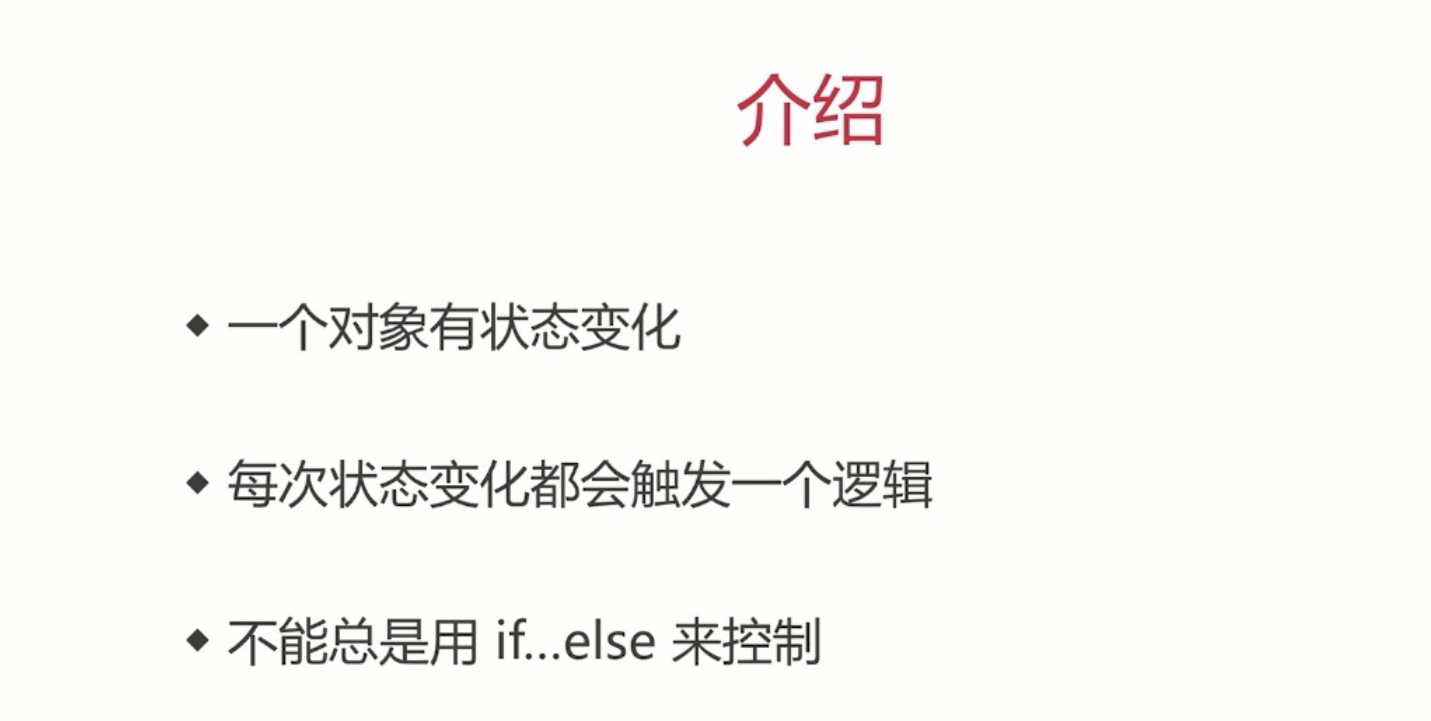 介绍
◆ 一个对象有状态变化
◆ 每次状态变化都会触发一个逻辑
◆ 不能总是用 if...else 来控制